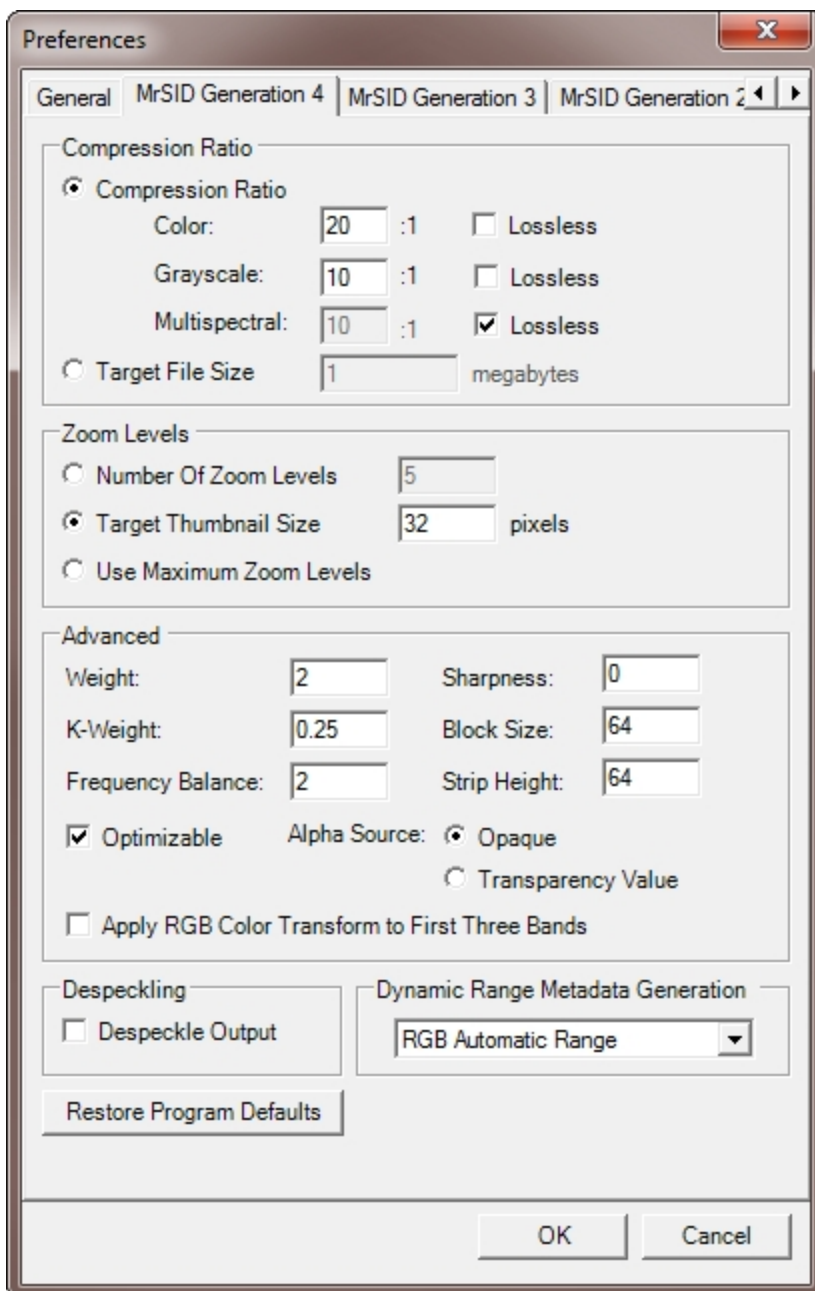 Preferences
General MrSID Generation 4 MrSID Generation 3 MrSID Generation 2
Compression Ratio
Compression Ratio
Color: 20 :1 Lossless
Grayscale: 10 :1 Lossless
Multispectral: 10 :1 Lossless
Target File Size 1 megabytes
Zoom Levels
Number Of Zoom Levels 5
Target Thumbnail Size 32 pixels
Use Maximum Zoom Levels
Advanced
Weight: 2 Sharpness: 0
K-Weight: 0.25 Block Size: 64
Frequency Balance: 2 Strip Height: 64
Optimizable Alpha Source: Opaque
Transparency Value
Apply RGB Color Transform to First Three Bands
Despeckling Dynamic Range Metadata Generation
Despeckle Output RGB Automatic Range
Restore Program Defaults
OK Cancel